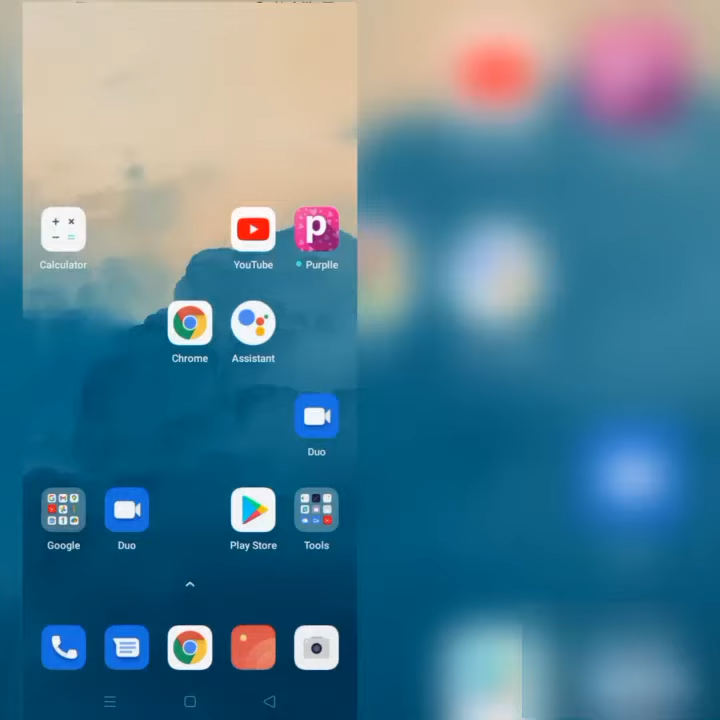 Calculator
YouTube
p
Purplle
Chrome
Assistant
Duo
Google
Duo
Play Store
Tools